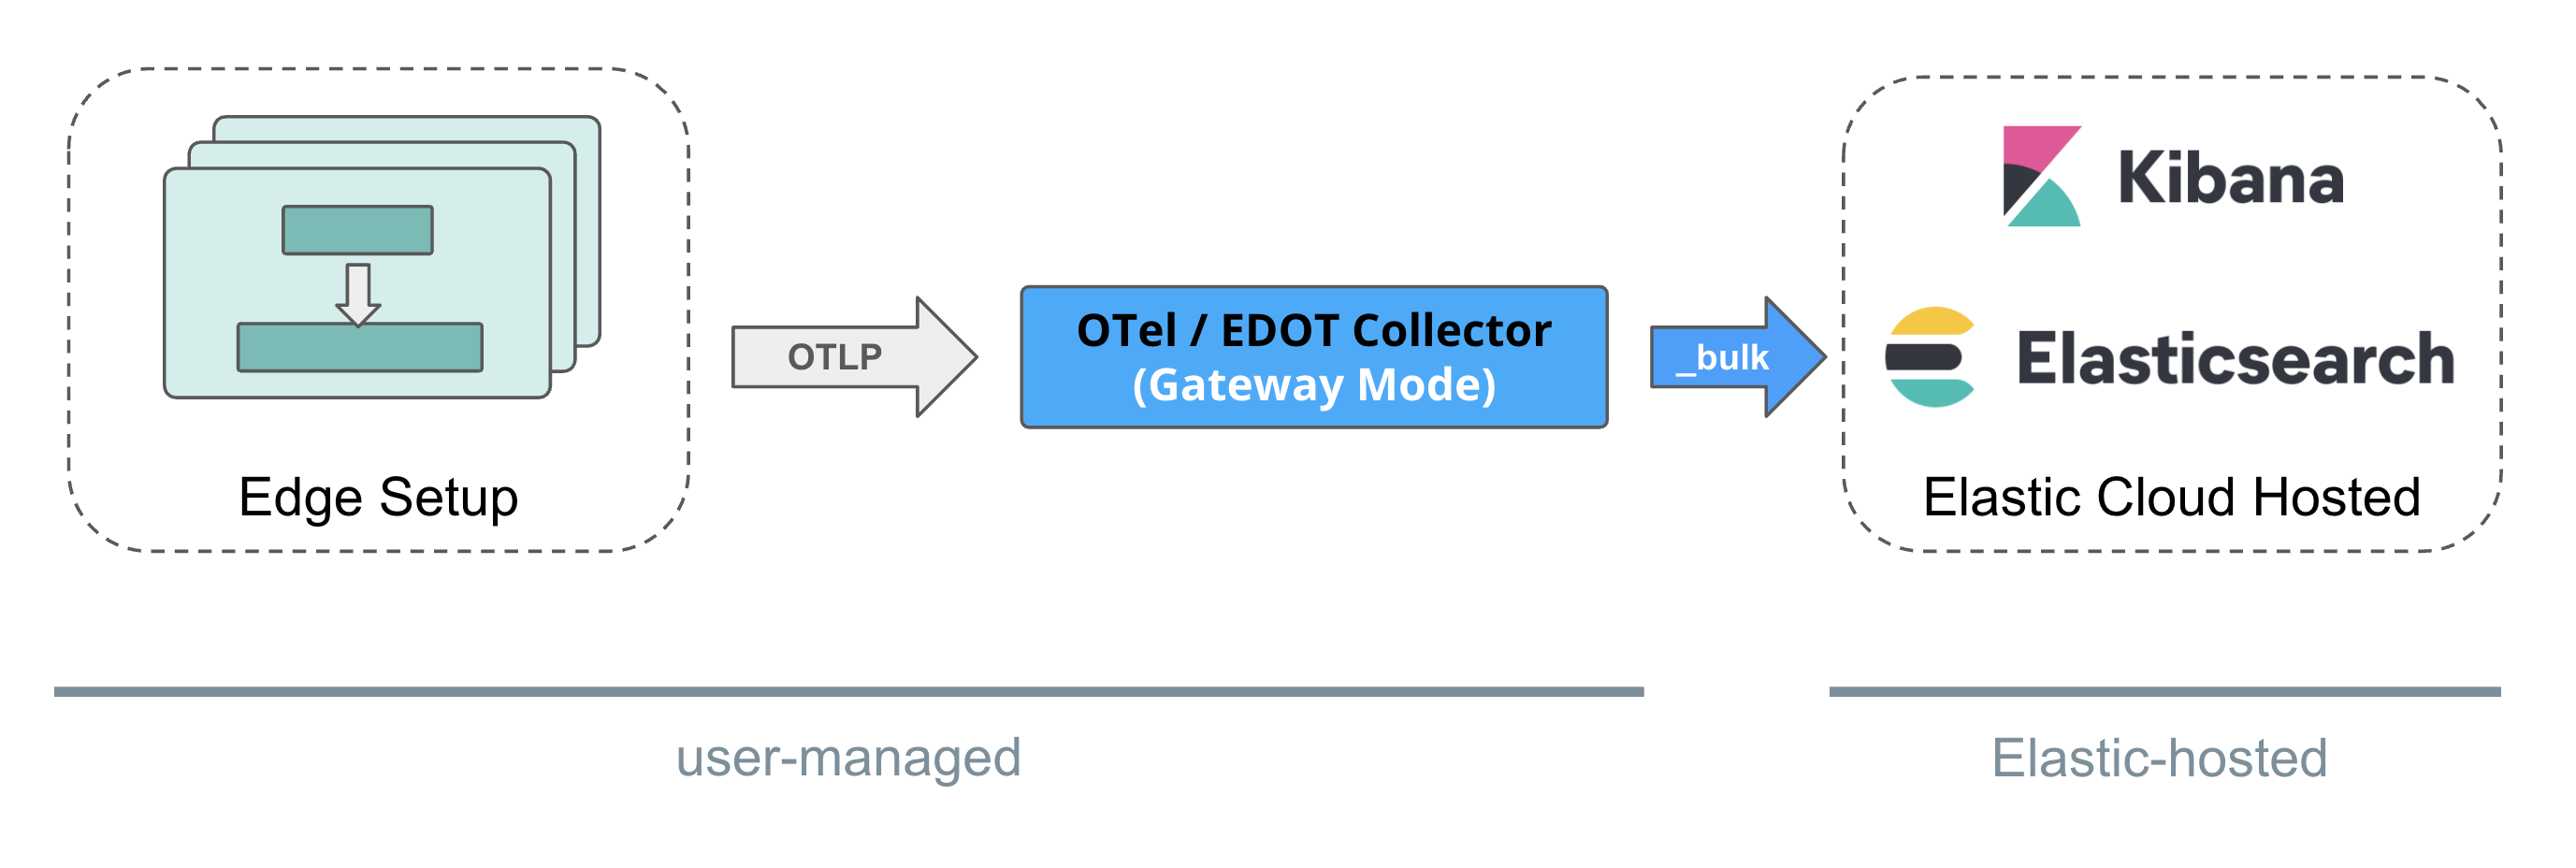 Edge Setup
OTLP
OTel / EDOT Collector
(Gateway Mode)
_bulk
Kibana
Elasticsearch
Elastic Cloud Hosted
user-managed
Elastic-hosted